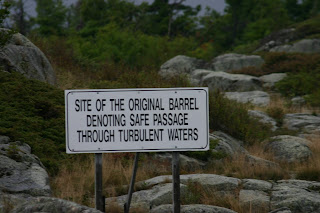 SITE OF THE ORIGINAL BARREL
DENOTING SAFE PASSAGE
THROUGH TURBULENT WATERS